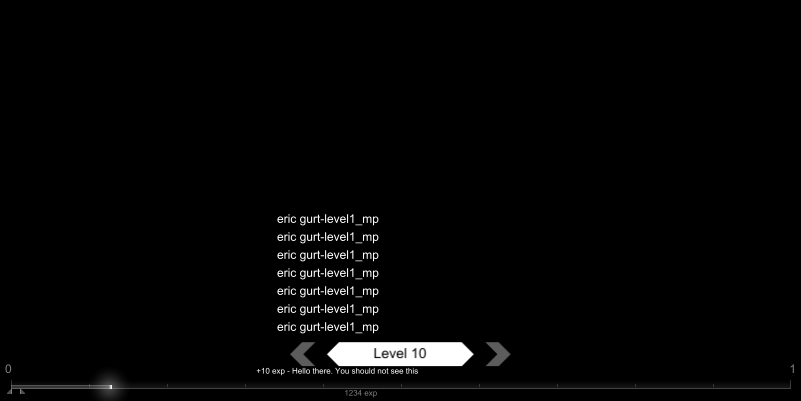 eric gurt-level1_mp
eric gurt-level1_mp
eric gurt-level1_mp
eric gurt-level1_mp
eric gurt-level1_mp
eric gurt-level1_mp
eric gurt-level1_mp
Level 10
0
+10 exp - Hello there. You should not see this
1
1234 exp